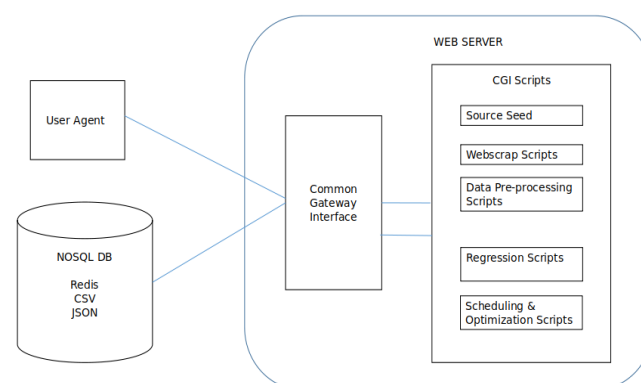 WEB SERVER
CGI Scripts
User Agent
Source Seed
Webscrap Scripts
Common
Gateway
Interface
Data Pre-processing
Scripts
NOSQL DB
Redis
CSV
JSON
Regression Scripts
Scheduling &
Optimization Scripts